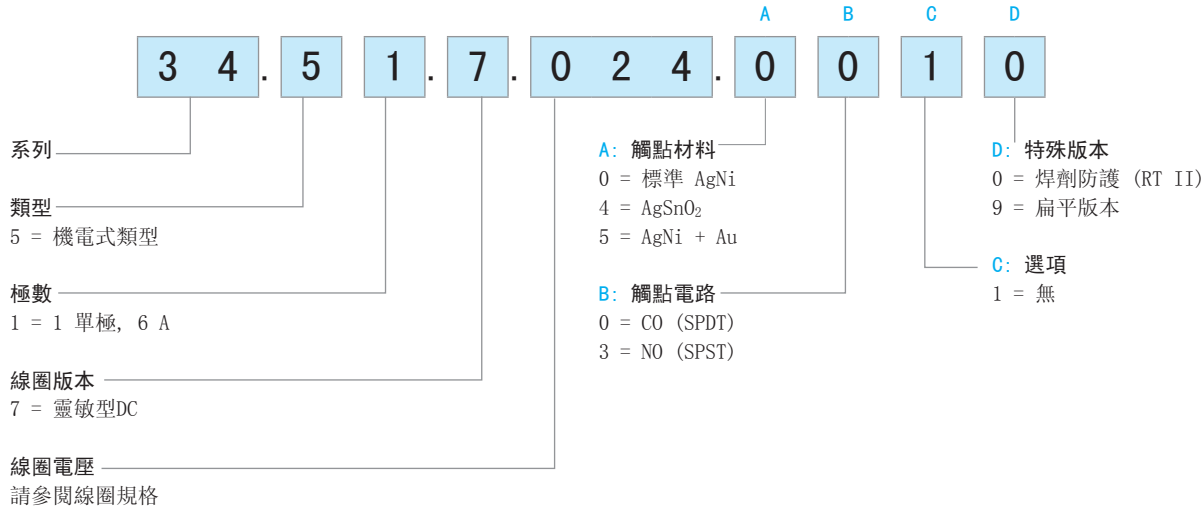 A B C D
3 4 . 5 1 . 7 . 0 2 4 . 0 0 1 0
系列
類型
5 = 機電式類型
極數
1 = 1 單極, 6 A
線圈版本
7 = 靈敏型DC
線圈電壓
請參閱線圈規格
A: 觸點材料
0 = 標準 AgNi
4 = AgSnO₂
5 = AgNi + Au
B: 觸點電路
0 = CO (SPDT)
3 = NO (SPST)
D: 特殊版本
0 = 焊劑防護 (RT II)
9 = 扁平版本
C: 選項
1 = 無